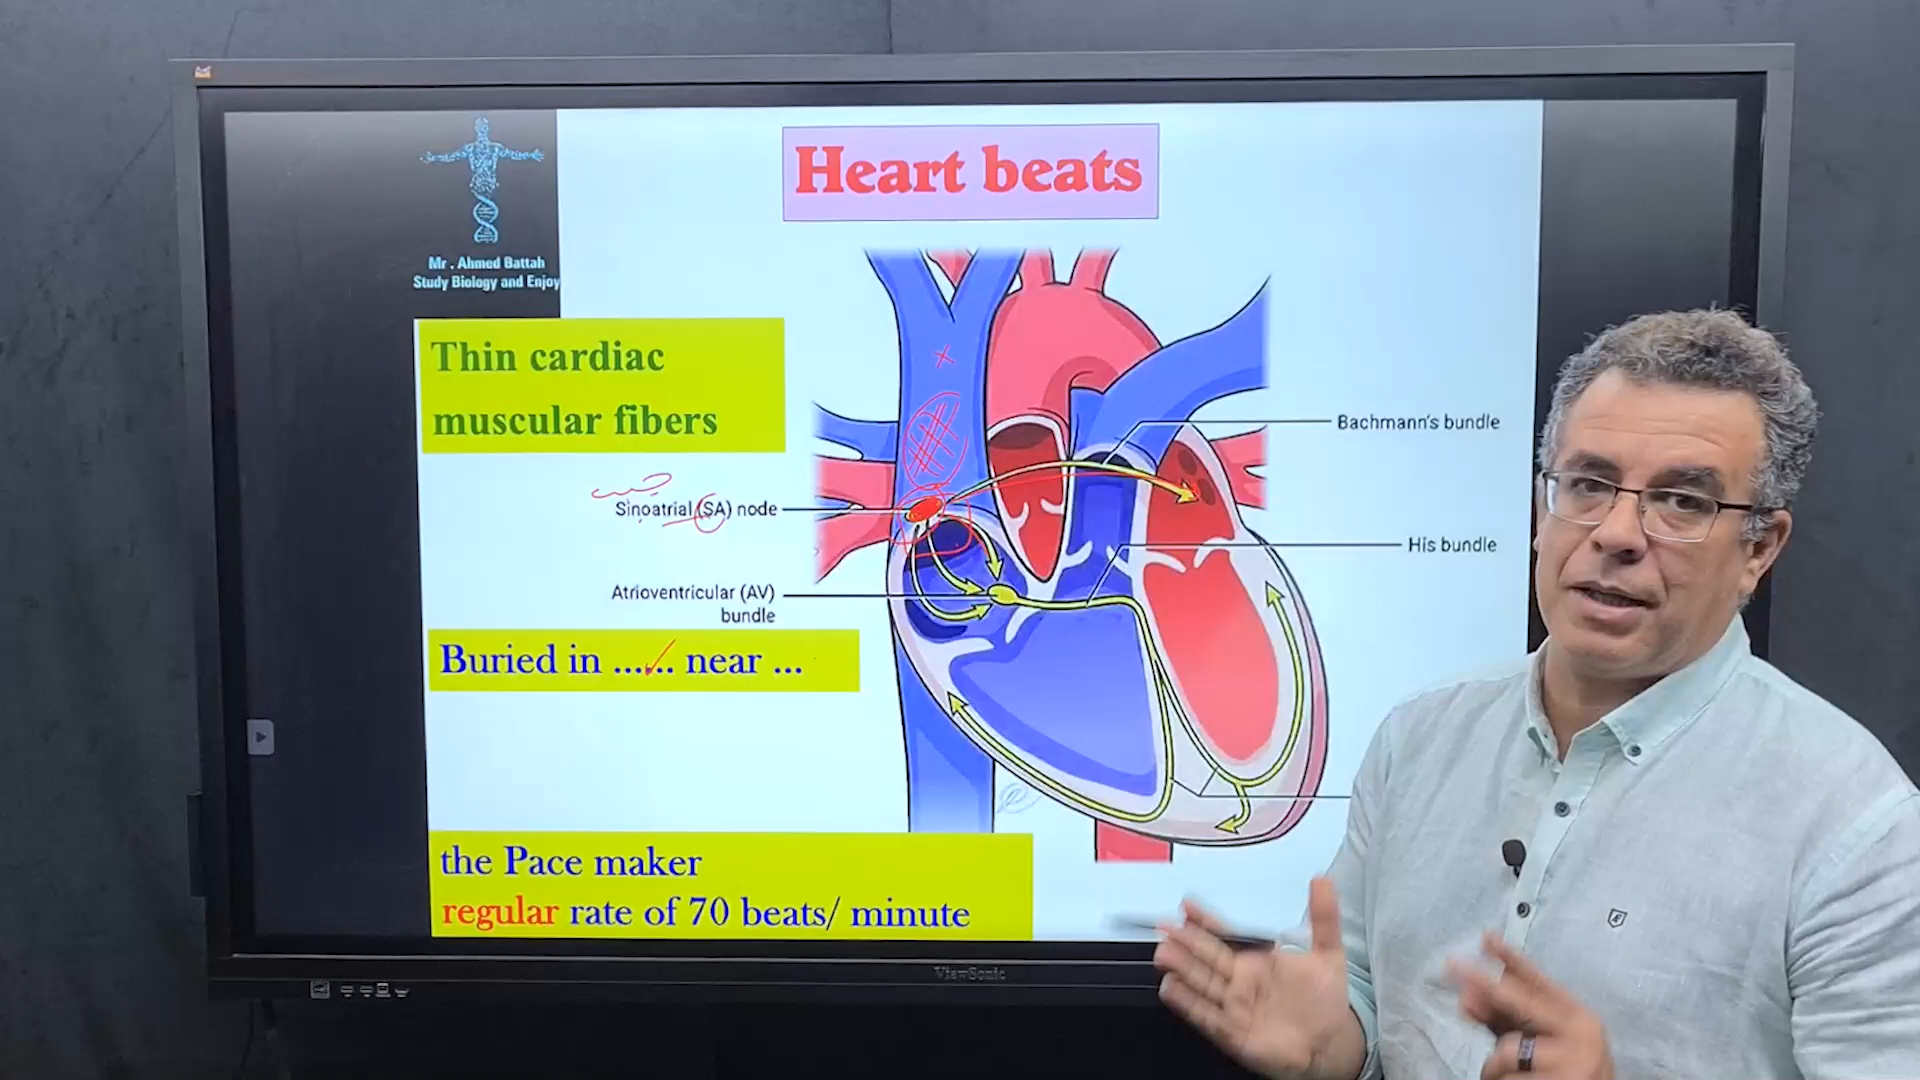 Heart beats
Mr . Ahmed Battah
Study Biology and Enjoy
Thin cardiac
muscular fibers
Bachmann's bundle
جيب
Sinoatrial (SA) node
His bundle
Atrioventricular (AV)
bundle
Buried in ...... near ...
the Pace maker
regular rate of 70 beats/ minute
ViewSonic